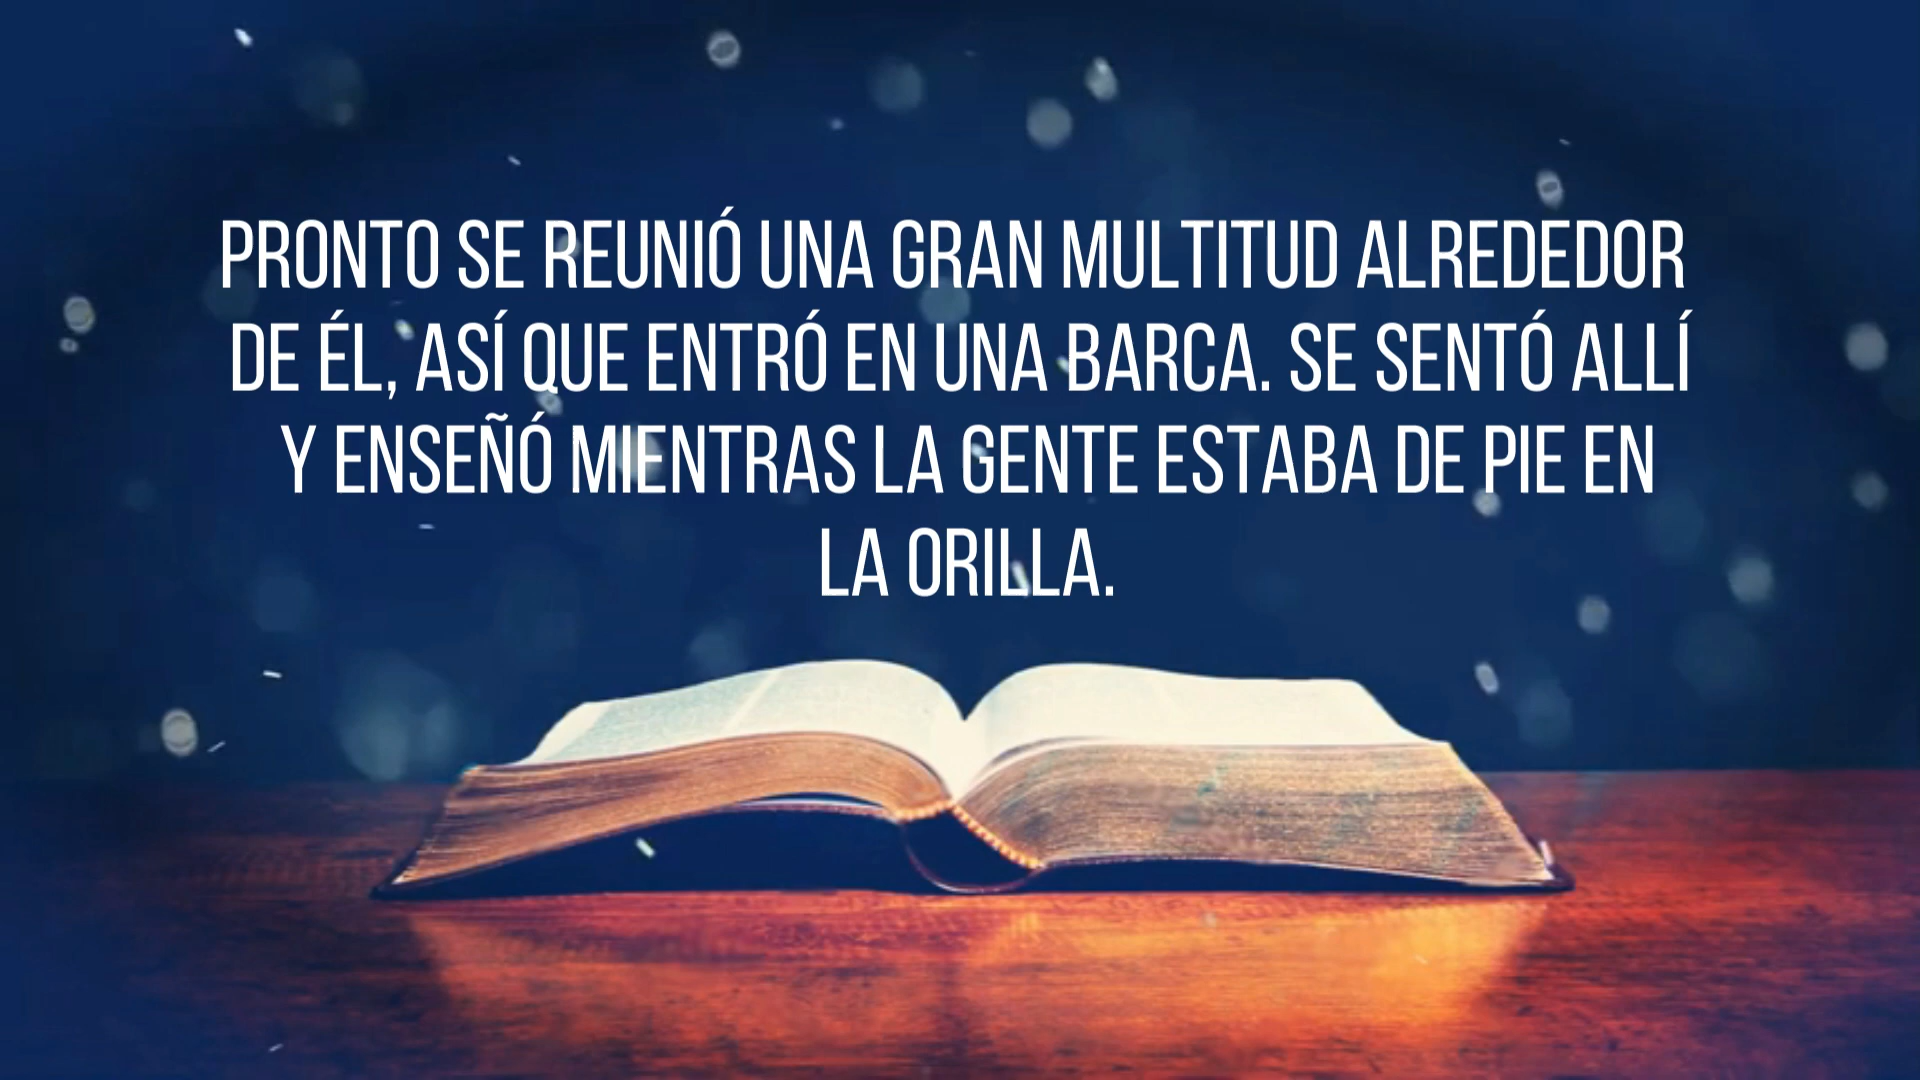 PRONTO SE REUNIÓ UNA GRAN MULTITUD ALREDEDOR
DE ÉL, ASÍ QUE ENTRÓ EN UNA BARCA. SE SENTÓ ALLÍ
Y ENSEÑÓ MIENTRAS LA GENTE ESTABA DE PIE EN
LA ORILLA.